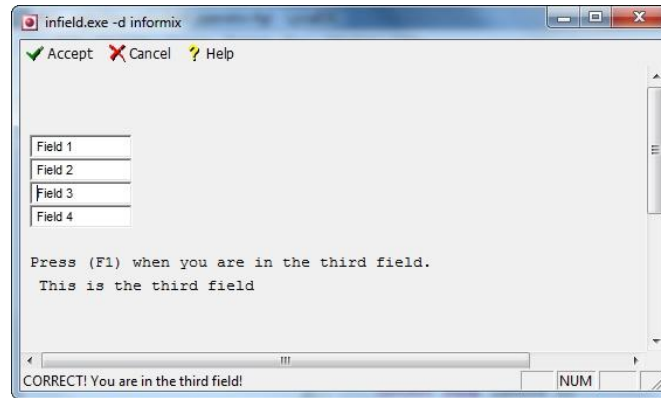 infield.exe -d informix
Accept Cancel ? Help
Field 1
Field 2
Field 3
Field 4
Press (F1) when you are in the third field.
This is the third field
CORRECT! You are in the third field!
NUM